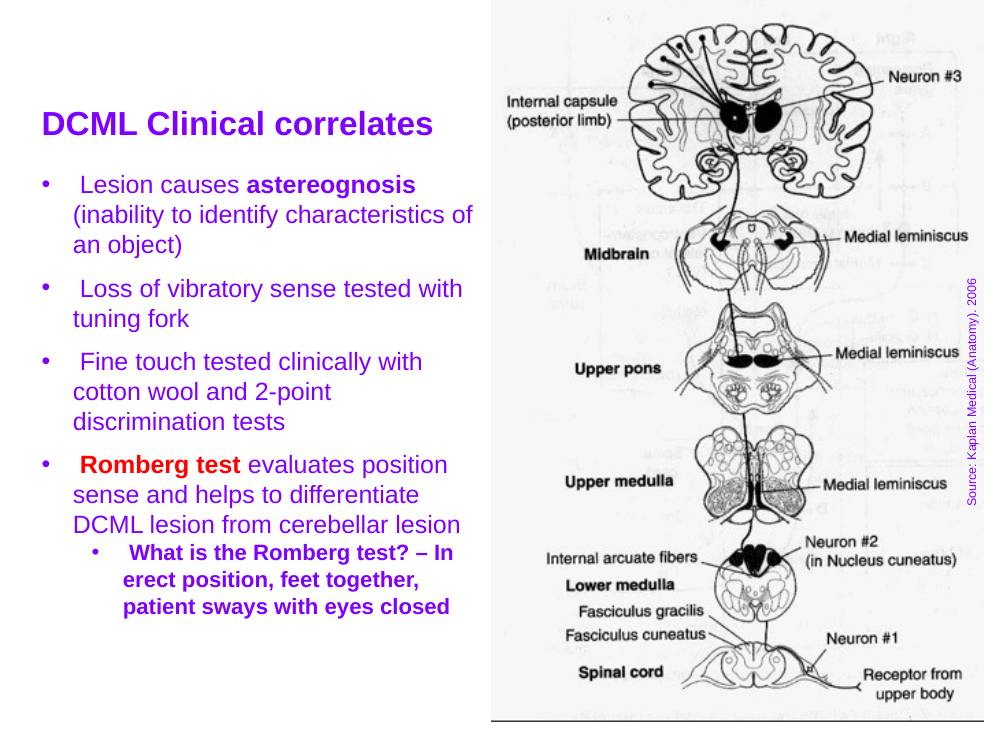 DCML Clinical correlates
• Lesion causes astereognosis
(inability to identify characteristics of
an object)
• Loss of vibratory sense tested with
tuning fork
• Fine touch tested clinically with
cotton wool and 2-point
discrimination tests
• Romberg test evaluates position
sense and helps to differentiate
DCML lesion from cerebellar lesion
• What is the Romberg test? – In
erect position, feet together,
patient sways with eyes closed
Neuron #3
Internal capsule
(posterior limb)
Medial leminiscus
Midbrain
Medial leminiscus
Upper pons
Upper medulla
Medial leminiscus
Neuron #2
(in Nucleus cuneatus)
Internal arcuate fibers
Lower medulla
Fasciculus gracilis
Fasciculus cuneatus
Neuron #1
Spinal cord
Receptor from
upper body
Source: Kaplan Medical (Anatomy). 2006